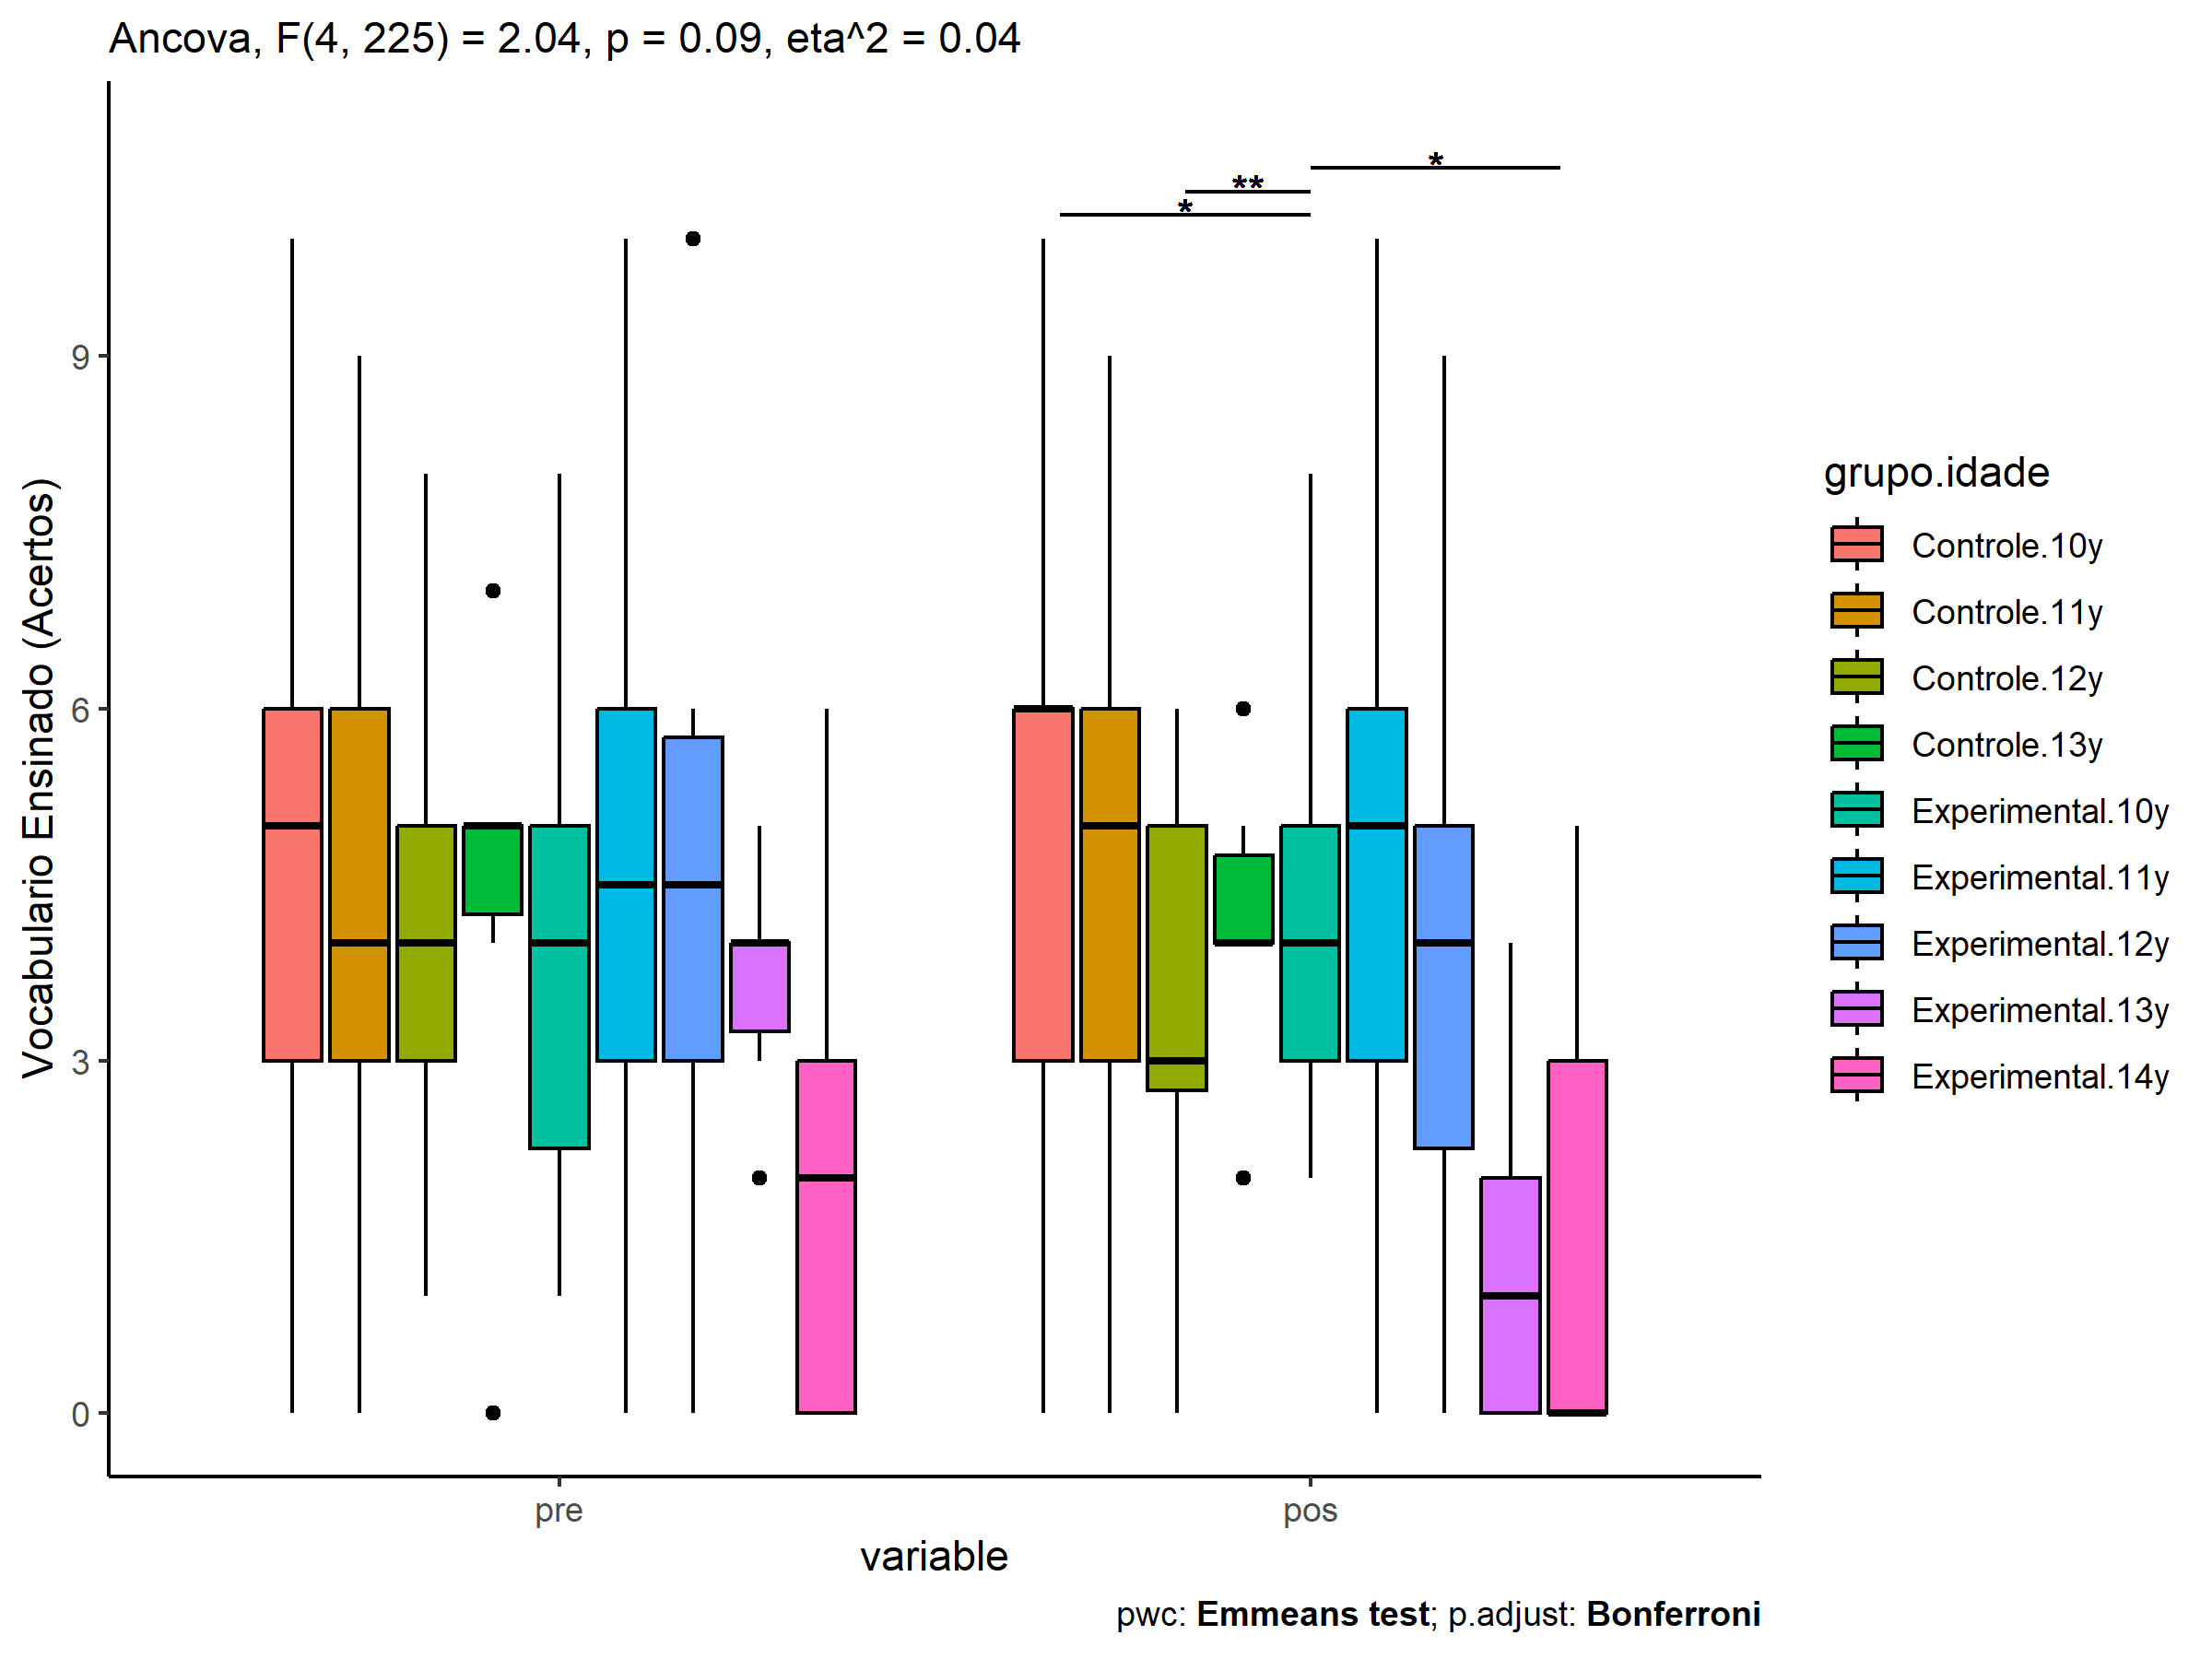 Ancova, F(4, 225) = 2.04, p = 0.09, eta^2 = 0.04
Vocabulario Ensinado (Acertos)
9
6
3
0
*
**
*
pre
pos
variable
pwc: Emmeans test; p.adjust: Bonferroni
grupo.idade
Controle.10y
Controle.11y
Controle.12y
Controle.13y
Experimental.10y
Experimental.11y
Experimental.12y
Experimental.13y
Experimental.14y